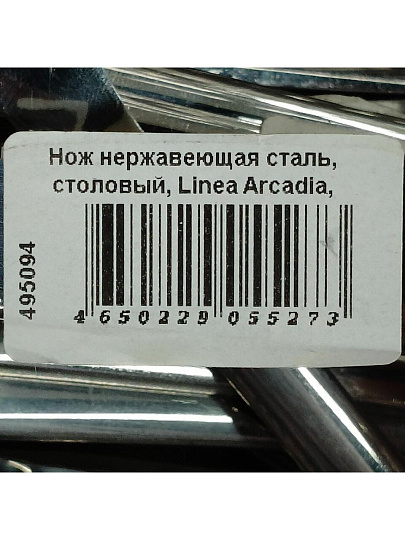 Нож нержавеющая сталь,
столовый, Linea Arcadia,
495094
4 650229 055273